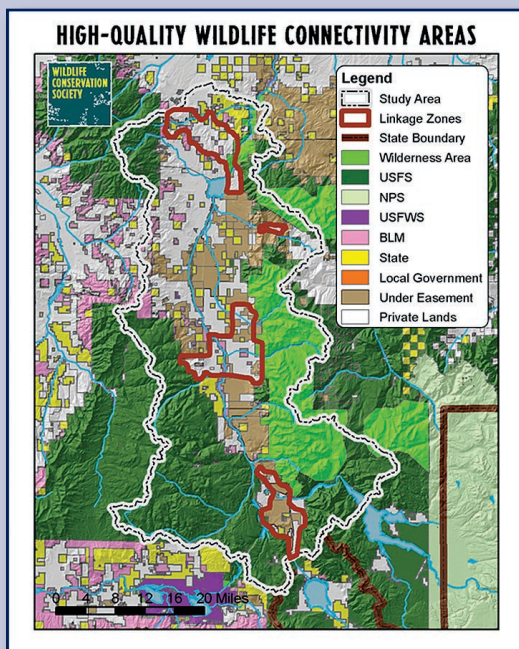 HIGH-QUALITY WILDLIFE CONNECTIVITY AREAS
WILDLIFE
CONSERVATION
SOCIETY
Legend
Study Area
Linkage Zones
State Boundary
Wilderness Area
USFS
NPS
USFWS
BLM
State
Local Government
Under Easement
Private Lands
0 4 8 12 16 20 Miles